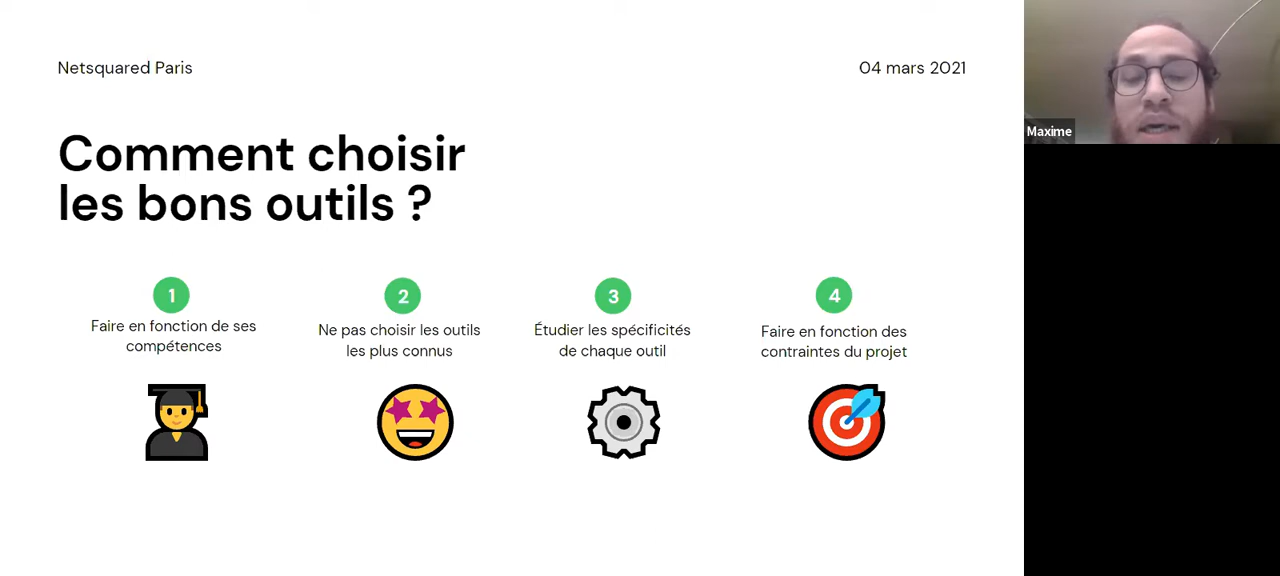 Netsquared Paris
04 mars 2021
Maxime
Comment choisir
les bons outils ?
1
2
3
4
Faire en fonction de ses
compétences
Ne pas choisir les outils
les plus connus
Étudier les spécificités
de chaque outil
Faire en fonction des
contraintes du projet